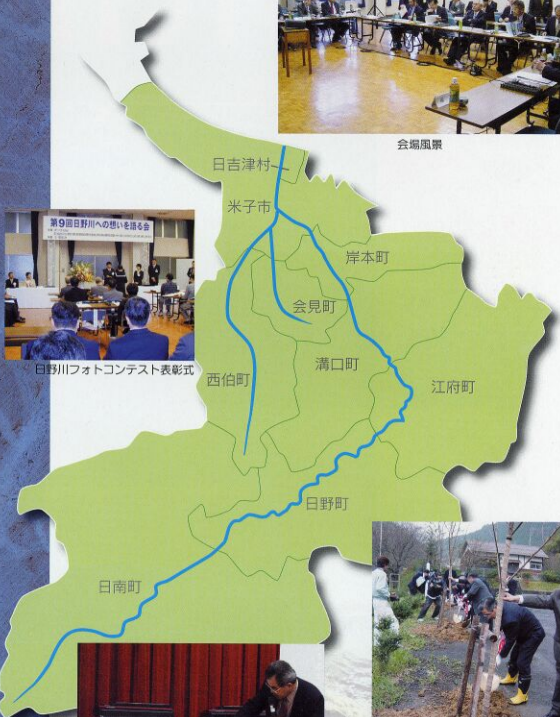 会場風景
日吉津村
米子市
岸本町
第9回日野川への想いを語る会
会見町
日野川フォトコンテスト表彰式
溝口町
西伯町
江府町
日野町
日南町